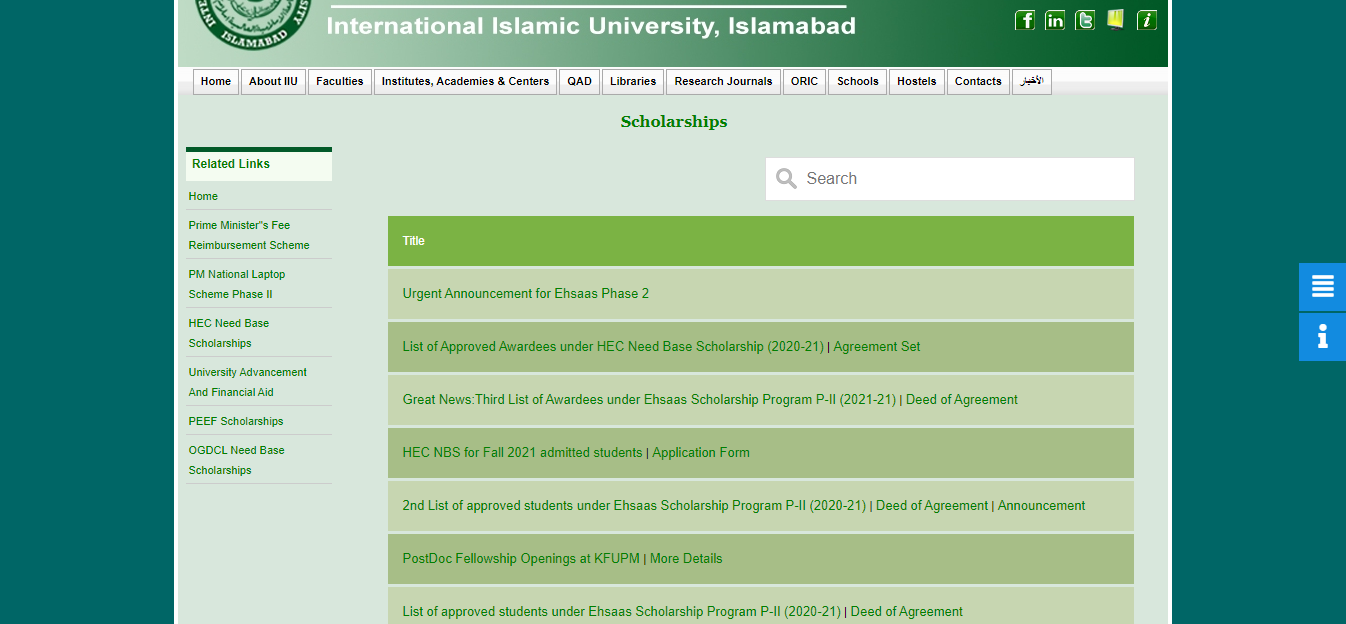 ISLAMABAD
International Islamic University, Islamabad
Home About IIU Faculties Institutes, Academies & Centers QAD Libraries Research Journals ORIC Schools Hostels Contacts الأخبار
Scholarships
Related Links
Home
Prime Minister"s Fee
Reimbursement Scheme
PM National Laptop
Scheme Phase II
HEC Need Base
Scholarships
University Advancement
And Financial Aid
PEEF Scholarships
OGDCL Need Base
Scholarships
Search
Title
Urgent Announcement for Ehsaas Phase 2
List of Approved Awardees under HEC Need Base Scholarship (2020-21) | Agreement Set
Great News:Third List of Awardees under Ehsaas Scholarship Program P-II (2021-21) | Deed of Agreement
HEC NBS for Fall 2021 admitted students | Application Form
2nd List of approved students under Ehsaas Scholarship Program P-II (2020-21) | Deed of Agreement | Announcement
PostDoc Fellowship Openings at KFUPM | More Details
List of approved students under Ehsaas Scholarship Program P-II (2020-21) | Deed of Agreement